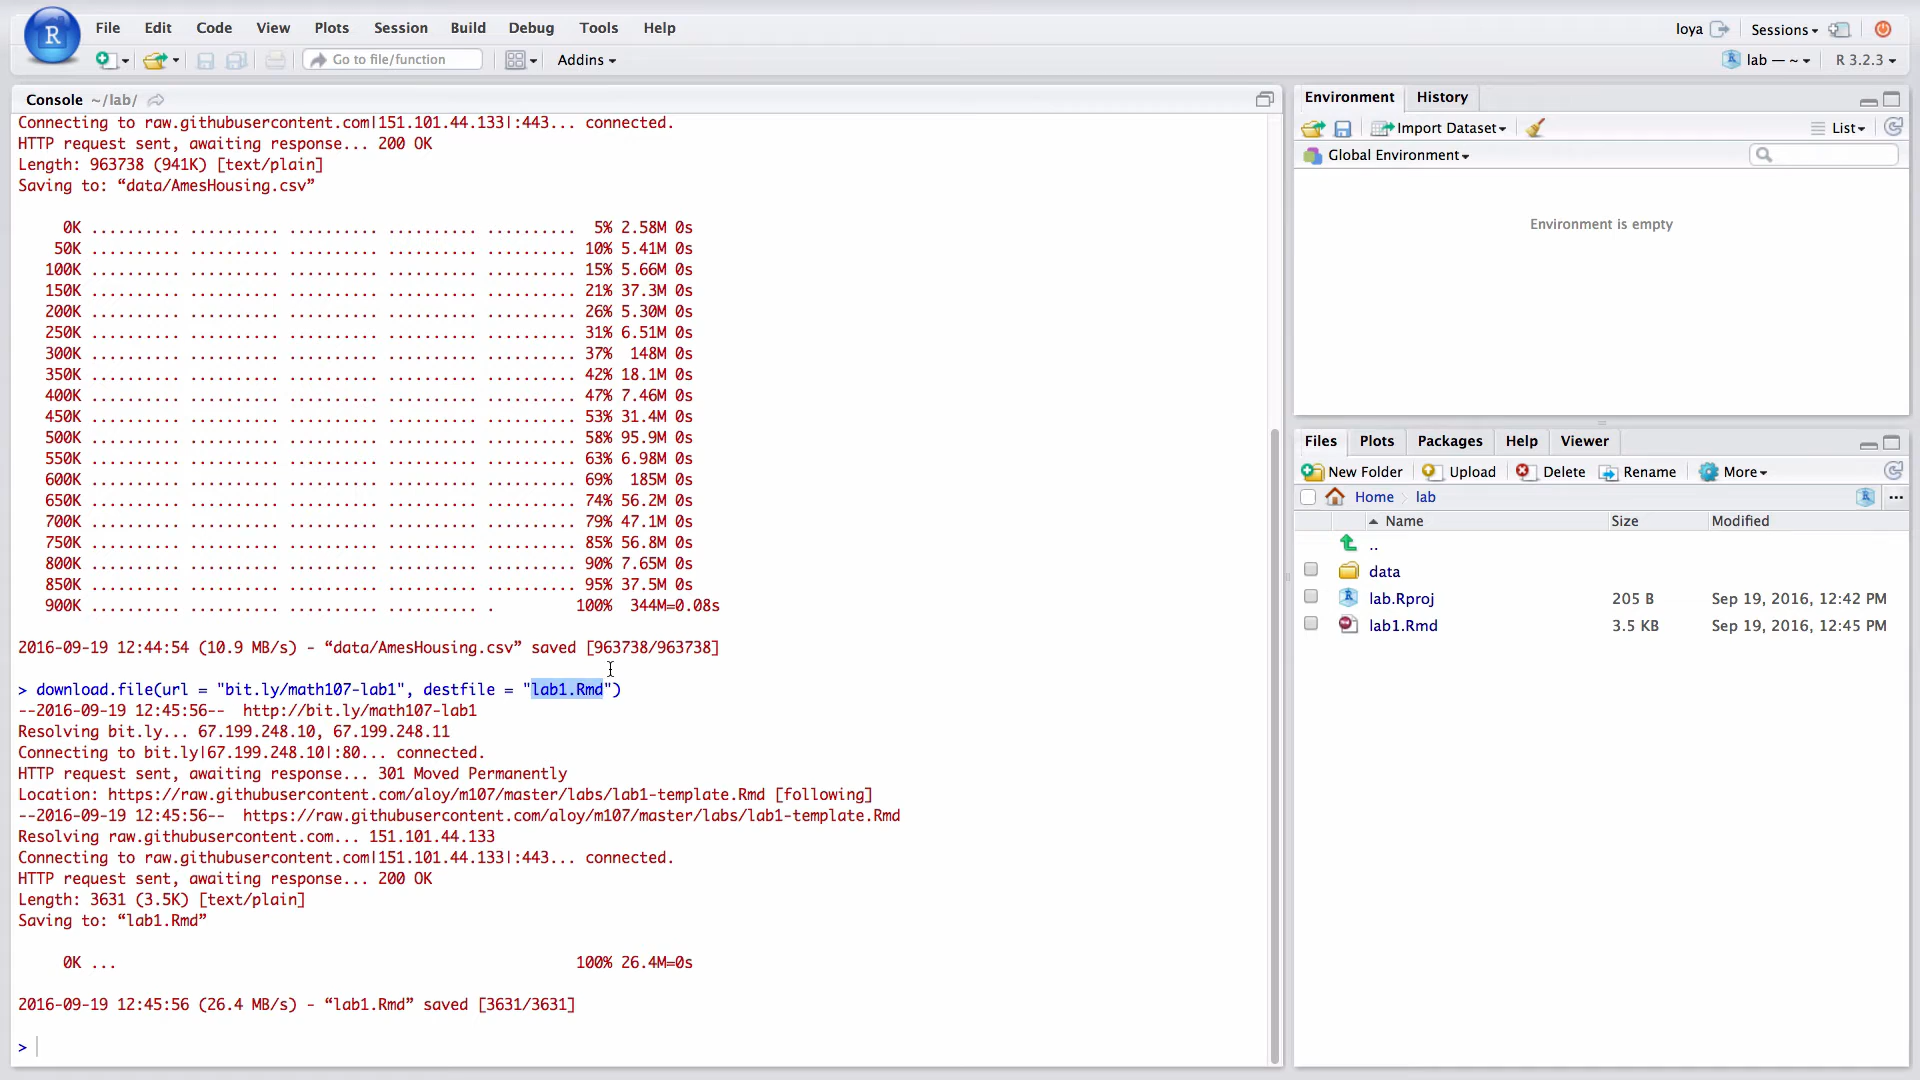 R
File Edit Code View Plots Session Build Debug Tools Help
loya Sessions
Go to file/function Addins
lab — ~ R 3.2.3
Console ~/lab/
Connecting to raw.githubusercontent.com|151.101.44.133|:443... connected.
HTTP request sent, awaiting response... 200 OK
Length: 963738 (941K) [text/plain]
Saving to: “data/AmesHousing.csv”
0K .......... .......... .......... .......... .......... 5% 2.58M 0s
50K .......... .......... .......... .......... .......... 10% 5.41M 0s
100K .......... .......... .......... .......... .......... 15% 5.66M 0s
150K .......... .......... .......... .......... .......... 21% 37.3M 0s
200K .......... .......... .......... .......... .......... 26% 5.30M 0s
250K .......... .......... .......... .......... .......... 31% 6.51M 0s
300K .......... .......... .......... .......... .......... 37% 148M 0s
350K .......... .......... .......... .......... .......... 42% 18.1M 0s
400K .......... .......... .......... .......... .......... 47% 7.46M 0s
450K .......... .......... .......... .......... .......... 53% 31.4M 0s
500K .......... .......... .......... .......... .......... 58% 95.9M 0s
550K .......... .......... .......... .......... .......... 63% 6.98M 0s
600K .......... .......... .......... .......... .......... 69% 185M 0s
650K .......... .......... .......... .......... .......... 74% 56.2M 0s
700K .......... .......... .......... .......... .......... 79% 47.1M 0s
750K .......... .......... .......... .......... .......... 85% 56.8M 0s
800K .......... .......... .......... .......... .......... 90% 7.65M 0s
850K .......... .......... .......... .......... .......... 95% 37.5M 0s
900K .......... .......... .......... .......... . 100% 344M=0.08s
2016-09-19 12:44:54 (10.9 MB/s) - “data/AmesHousing.csv” saved [963738/963738]
> download.file(url = "bit.ly/math107-lab1", destfile = "lab1.Rmd")
--2016-09-19 12:45:56-- http://bit.ly/math107-lab1
Resolving bit.ly... 67.199.248.10, 67.199.248.11
Connecting to bit.ly|67.199.248.10|:80... connected.
HTTP request sent, awaiting response... 301 Moved Permanently
Location: https://raw.githubusercontent.com/aloy/m107/master/labs/lab1-template.Rmd [following]
--2016-09-19 12:45:56-- https://raw.githubusercontent.com/aloy/m107/master/labs/lab1-template.Rmd
Resolving raw.githubusercontent.com... 151.101.44.133
Connecting to raw.githubusercontent.com|151.101.44.133|:443... connected.
HTTP request sent, awaiting response... 200 OK
Length: 3631 (3.5K) [text/plain]
Saving to: “lab1.Rmd”
0K ... 100% 26.4M=0s
2016-09-19 12:45:56 (26.4 MB/s) - “lab1.Rmd” saved [3631/3631]
>
Environment History
Import Dataset List
Global Environment
Environment is empty
Files Plots Packages Help Viewer
New Folder Upload Delete Rename More
Home lab
Name Size Modified
..
data
lab.Rproj 205 B Sep 19, 2016, 12:42 PM
lab1.Rmd 3.5 KB Sep 19, 2016, 12:45 PM